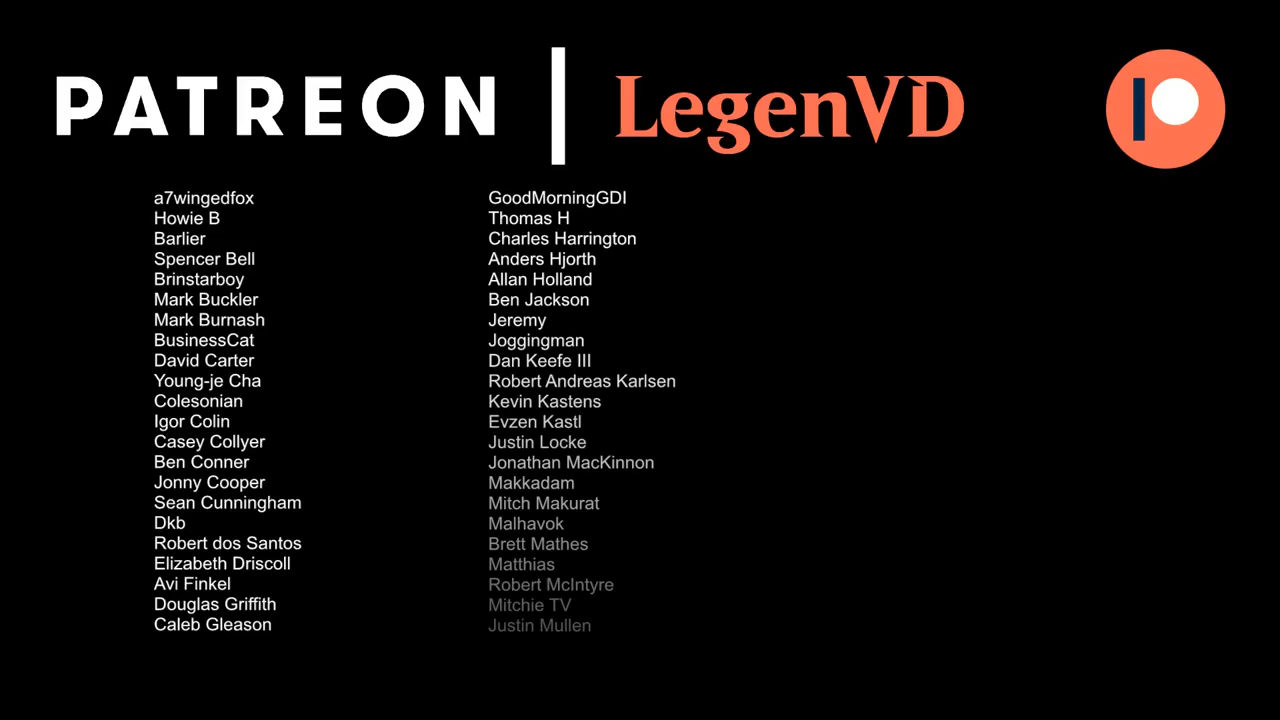 PATREON | LegenVD
a7wingedfox
Howie B
Barlier
Spencer Bell
Brinstarboy
Mark Buckler
Mark Burnash
BusinessCat
David Carter
Young-je Cha
Colesonian
Igor Colin
Casey Collyer
Ben Conner
Jonny Cooper
Sean Cunningham
Dkb
Robert dos Santos
Elizabeth Driscoll
Avi Finkel
Douglas Griffith
Caleb Gleason
GoodMorningGDI
Thomas H
Charles Harrington
Anders Hjorth
Allan Holland
Ben Jackson
Jeremy
Joggingman
Dan Keefe III
Robert Andreas Karlsen
Kevin Kastens
Evzen Kastl
Justin Locke
Jonathan MacKinnon
Makkadam
Mitch Makurat
Malhavok
Brett Mathes
Matthias
Robert McIntyre
Mitchie TV
Justin Mullen